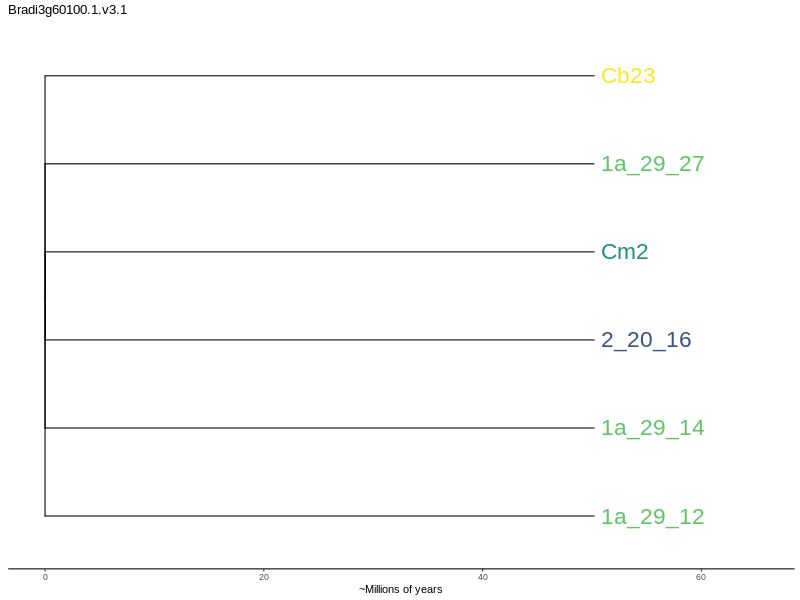 Bradi3g60100.1.v3.1
Cb23
1a_29_27
Cm2
2_20_16
1a_29_14
1a_29_12
0 20 40 60
~Millions of years